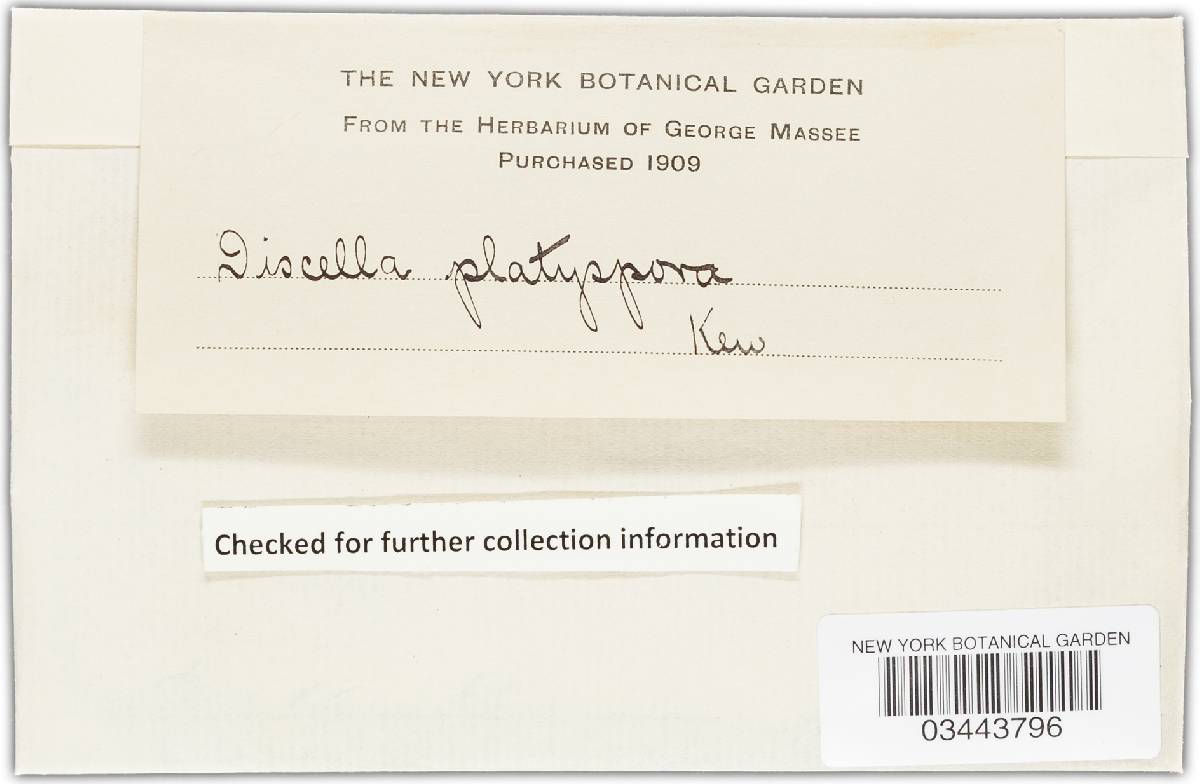 THE NEW YORK BOTANICAL GARDEN
FROM THE HERBARIUM OF GEORGE MASSEE
PURCHASED 1909
Discella platyspora
Kew
Checked for further collection information
NEW YORK BOTANICAL GARDEN
03443796